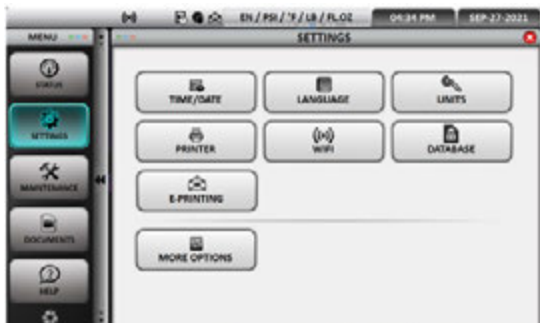 EN / PSI / °F / LB / FL.OZ 04:34 PM SEP-27-2021
MENU SETTINGS
STATUS
SETTINGS
MAINTENANCE
DOCUMENTS
HELP
TIME/DATE LANGUAGE UNITS
PRINTER WIFI DATABASE
E-PRINTING
MORE OPTIONS